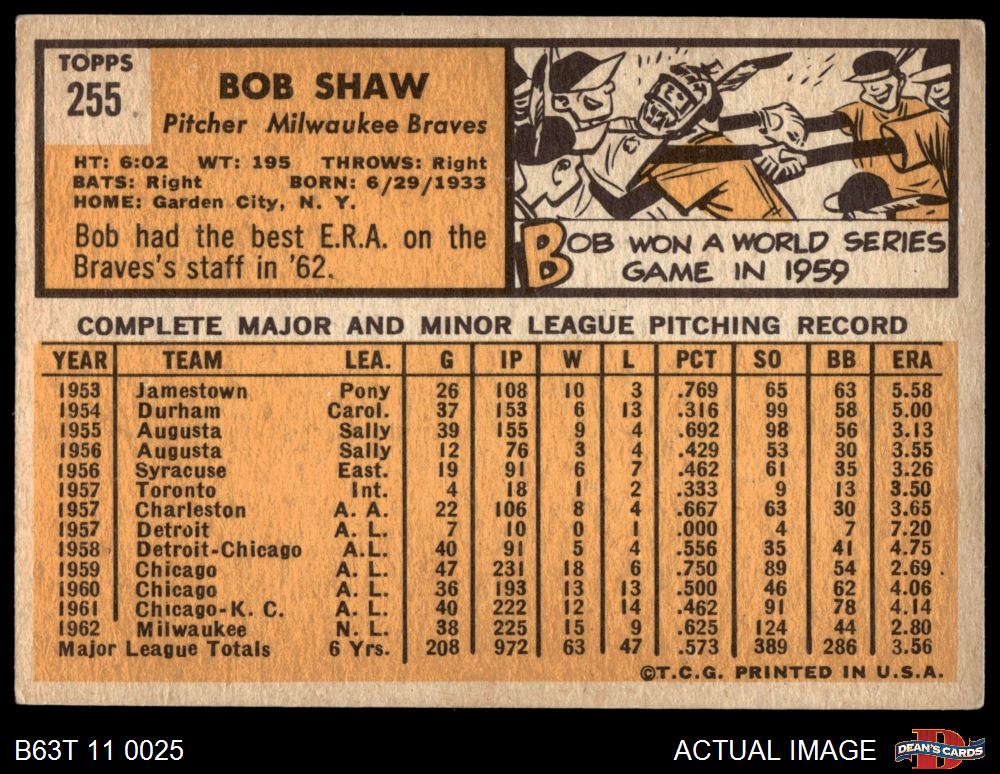 TOPPS
255
BOB SHAW
Pitcher Milwaukee Braves
HT: 6:02 WT: 195 THROWS: Right
BATS: Right BORN: 6/29/1933
HOME: Garden City, N. Y.
Bob had the best E.R.A. on the
Braves's staff in '62.
BOB WON A WORLD SERIES
GAME IN 1959
COMPLETE MAJOR AND MINOR LEAGUE PITCHING RECORD
YEAR TEAM LEA. G IP W L PCT SO BB ERA
1953 Jamestown Pony 26 108 10 3 .769 65 63 5.58
1954 Durham Carol. 37 153 6 13 .316 99 58 5.00
1955 Augusta Sally 39 155 9 4 .692 98 56 3.13
1956 Augusta Sally 12 76 3 4 .429 53 30 3.55
1956 Syracuse East. 19 91 6 7 .462 61 35 3.26
1957 Toronto Int. 4 18 1 2 .333 9 13 3.50
1957 Charleston A. A. 22 106 8 4 .667 63 30 3.65
1957 Detroit A. L. 7 10 0 1 .000 4 7 7.20
1958 Detroit-Chicago A.L. 40 91 5 4 .556 35 41 4.75
1959 Chicago A. L. 47 231 18 6 .750 89 54 2.69
1960 Chicago A. L. 36 193 13 13 .500 46 62 4.06
1961 Chicago-K. C. A. L. 40 222 12 14 .462 91 78 4.14
1962 Milwaukee N. L. 38 225 15 9 .625 124 44 2.80
Major League Totals 6 Yrs. 208 972 63 47 .573 389 286 3.56
©T.C.G. PRINTED IN U.S.A.
B63T 11 0025
ACTUAL IMAGE
DEAN'S CARDS